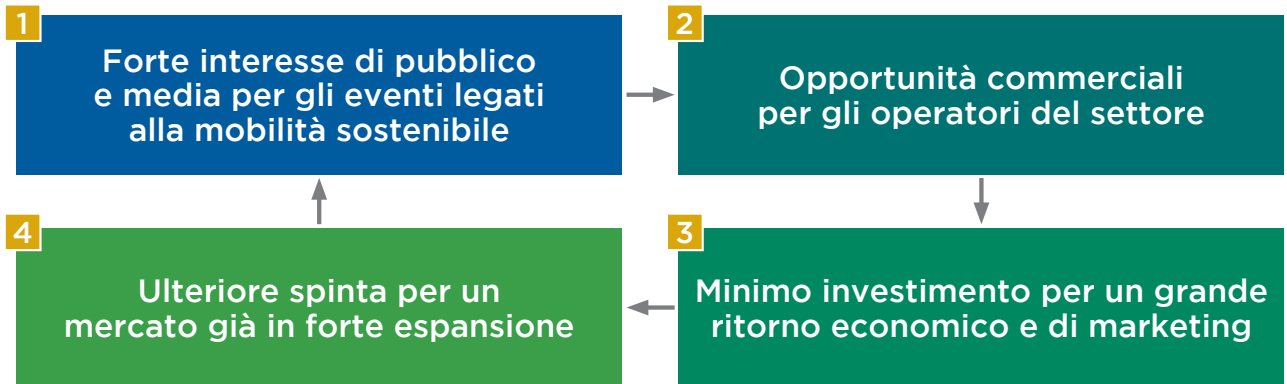 1
Forte interesse di pubblico
e media per gli eventi legati
alla mobilità sostenibile
2
Opportunità commerciali
per gli operatori del settore
3
Minimo investimento per un grande
ritorno economico e di marketing
4
Ulteriore spinta per un
mercato già in forte espansione